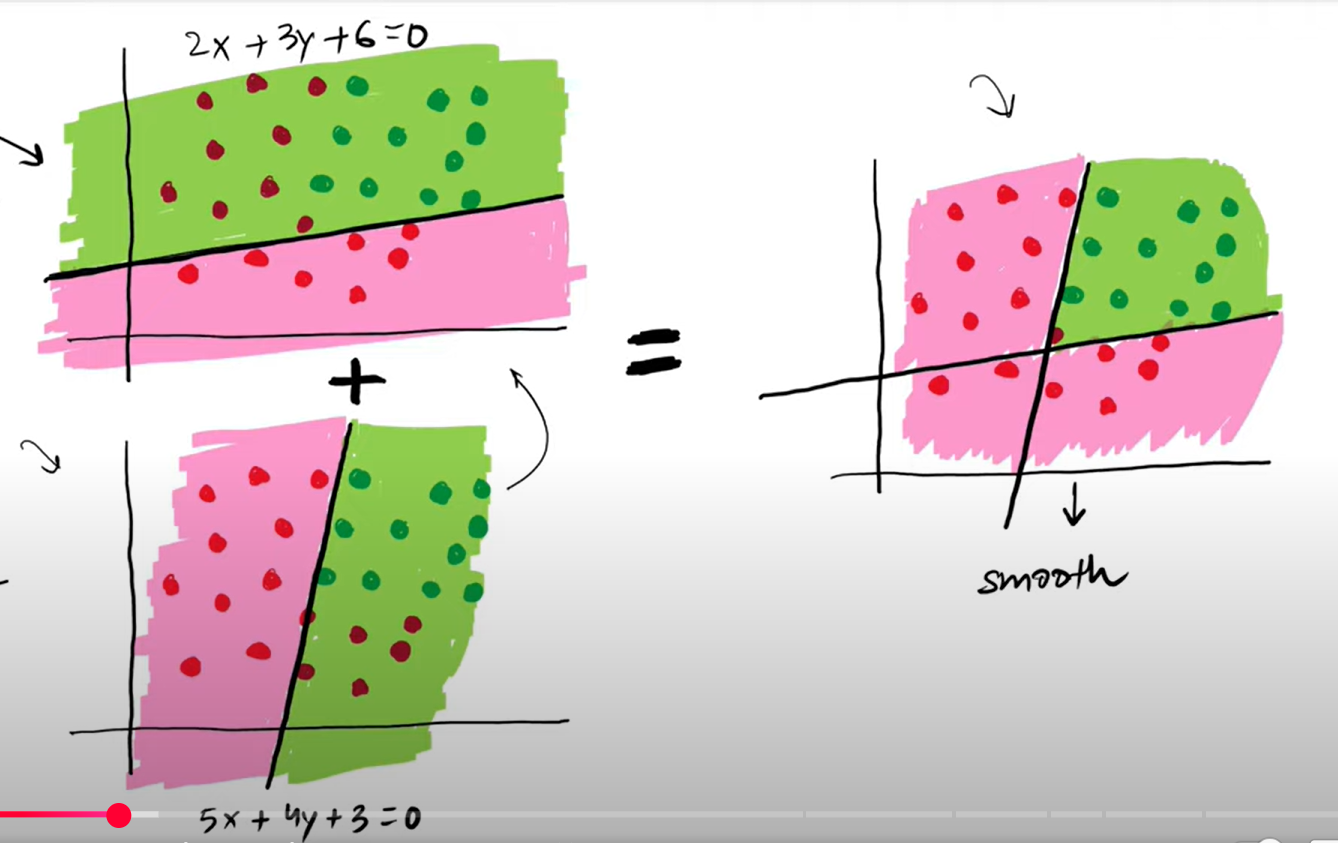 2x + 3y + 6 = 0
+
=
5x + 4y + 3 = 0
smooth